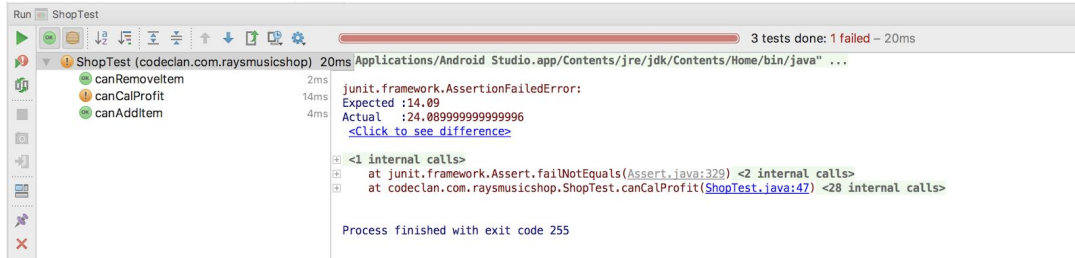 Run ShopTest
3 tests done: 1 failed – 20ms
ShopTest (codeclan.com.raysmusicshop) 20ms
canRemoveItem 2ms
canCalProfit 14ms
canAddItem 4ms
Applications/Android Studio.app/Contents/jre/jdk/Contents/Home/bin/java" ...
junit.framework.AssertionFailedError:
Expected :14.09
Actual :24.089999999999996
<Click to see difference>
<1 internal calls>
at junit.framework.Assert.failNotEquals(Assert.java:329) <2 internal calls>
at codeclan.com.raysmusicshop.ShopTest.canCalProfit(ShopTest.java:47) <28 internal calls>
Process finished with exit code 255